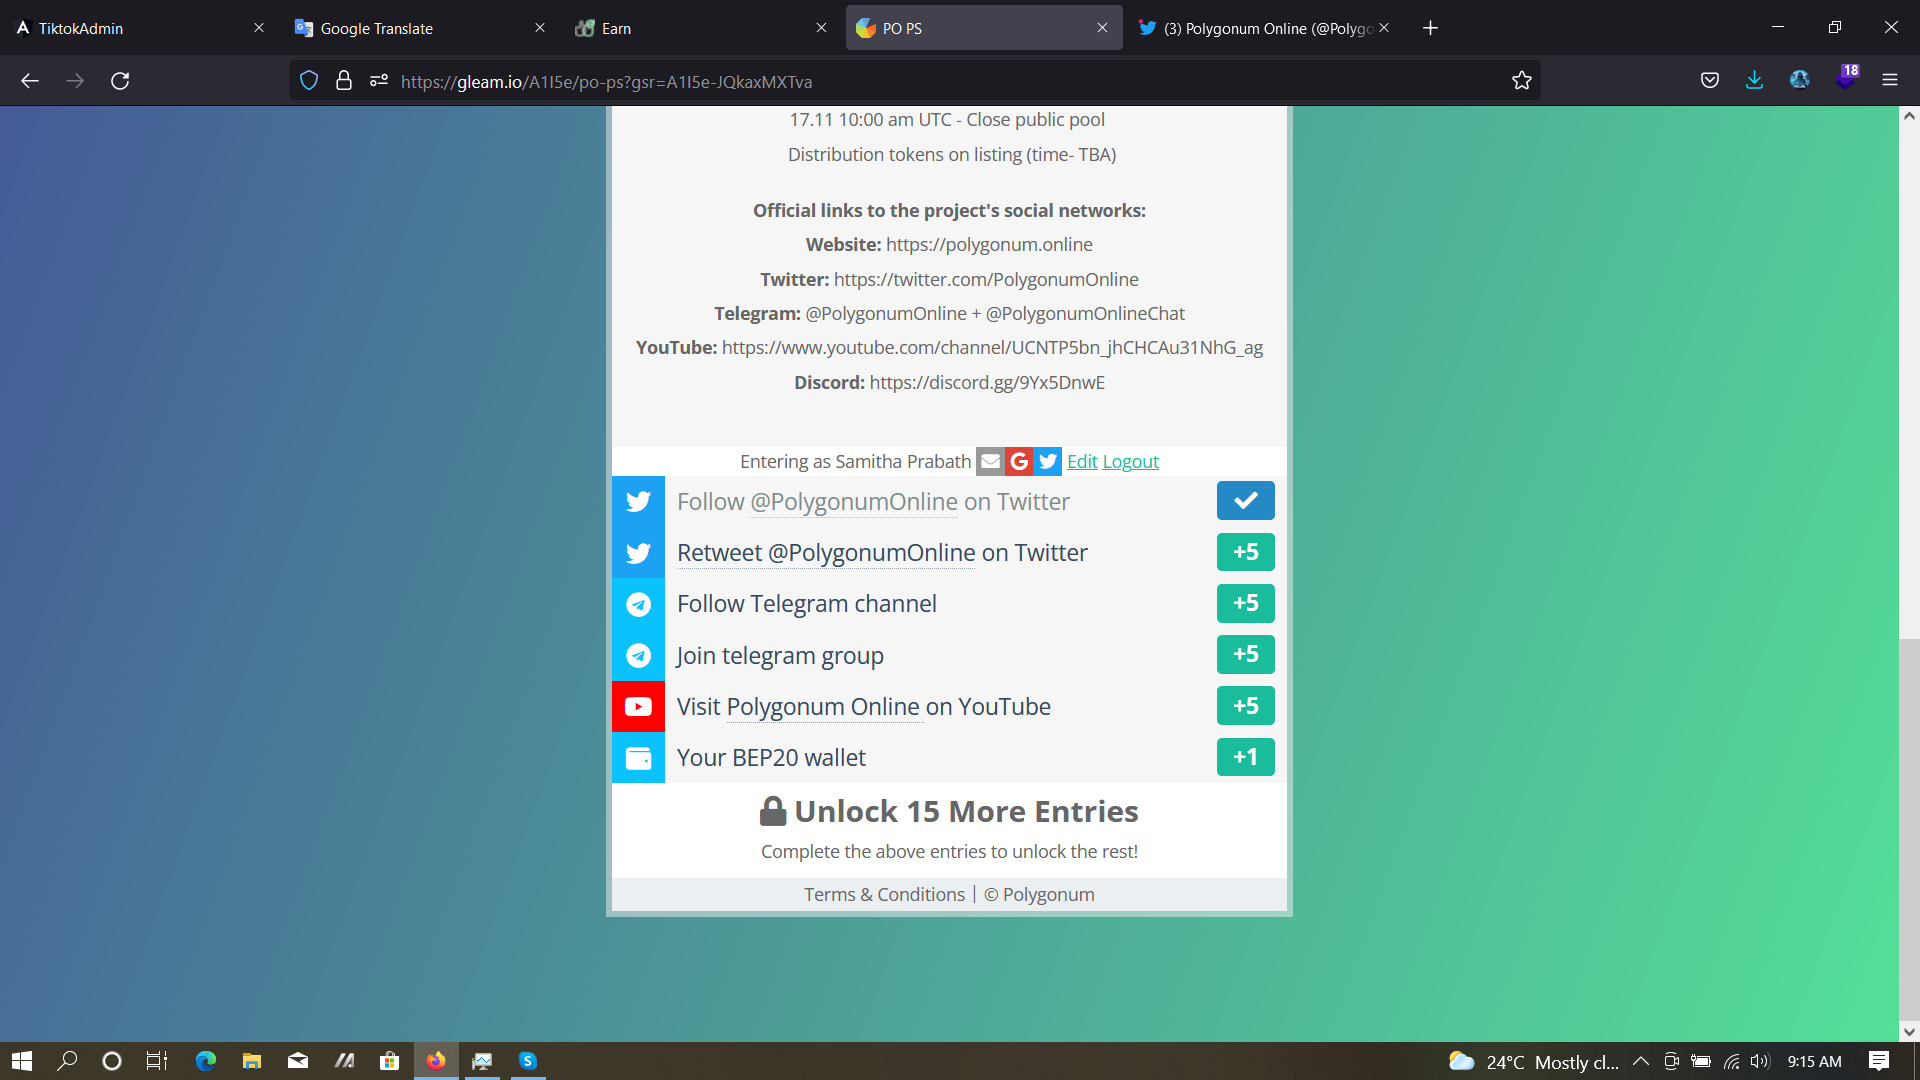 TiktokAdmin
Google Translate
Earn
PO PS
(3) Polygonum Online (@Polygo
https://gleam.io/A1I5e/po-ps?gsr=A1I5e-JQkaxMXTva
18
17.11 10:00 am UTC - Close public pool
Distribution tokens on listing (time- TBA)
Official links to the project's social networks:
Website: https://polygonum.online
Twitter: https://twitter.com/PolygonumOnline
Telegram: @PolygonumOnline + @PolygonumOnlineChat
YouTube: https://www.youtube.com/channel/UCNTP5bn_jhCHCAu31NhG_ag
Discord: https://discord.gg/9Yx5DnwE
Entering as Samitha Prabath Edit Logout
Follow @PolygonumOnline on Twitter
Retweet @PolygonumOnline on Twitter +5
Follow Telegram channel +5
Join telegram group +5
Visit Polygonum Online on YouTube +5
Your BEP20 wallet +1
Unlock 15 More Entries
Complete the above entries to unlock the rest!
Terms & Conditions | © Polygonum
24°C Mostly cl... 9:15 AM